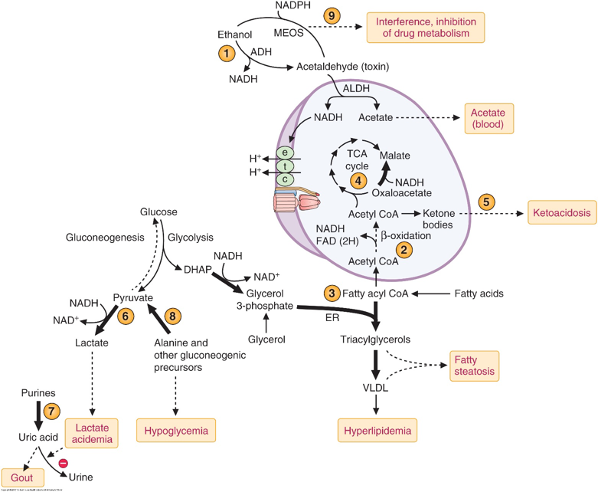 NADPH
9
Interference, inhibition
of drug metabolism
Ethanol
MEOS
1
ADH
NADH
Acetaldehyde (toxin)
ALDH
NADH
Acetate
Acetate
(blood)
e
H+
t
H+
c
TCA
cycle
Malate
4
NADH
Oxaloacetate
5
Acetyl CoA
Ketone
bodies
Ketoacidosis
Glucose
Gluconeogenesis
Glycolysis
NADH
FAD (2H)
β-oxidation
2
Acetyl CoA
NADH
DHAP
NAD+
Glycerol
3-phosphate
3
Fatty acyl CoA
Fatty acids
ER
NADH
Pyruvate
NAD+
6
8
Lactate
Alanine and
other gluconeogenic
precursors
Glycerol
Triacylglycerols
Fatty
steatosis
VLDL
Purines
7
Uric acid
Lactate
acidemia
Hypoglycemia
Hyperlipidemia
Gout
Urine